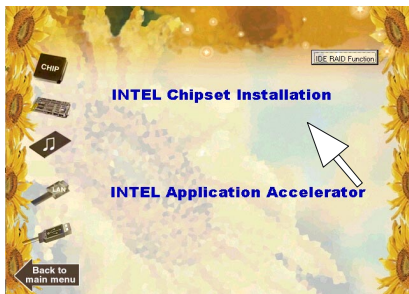 IDE RAID Function
CHIP
INTEL Chipset Installation
LAN
INTEL Application Accelerator
Back to
main menu